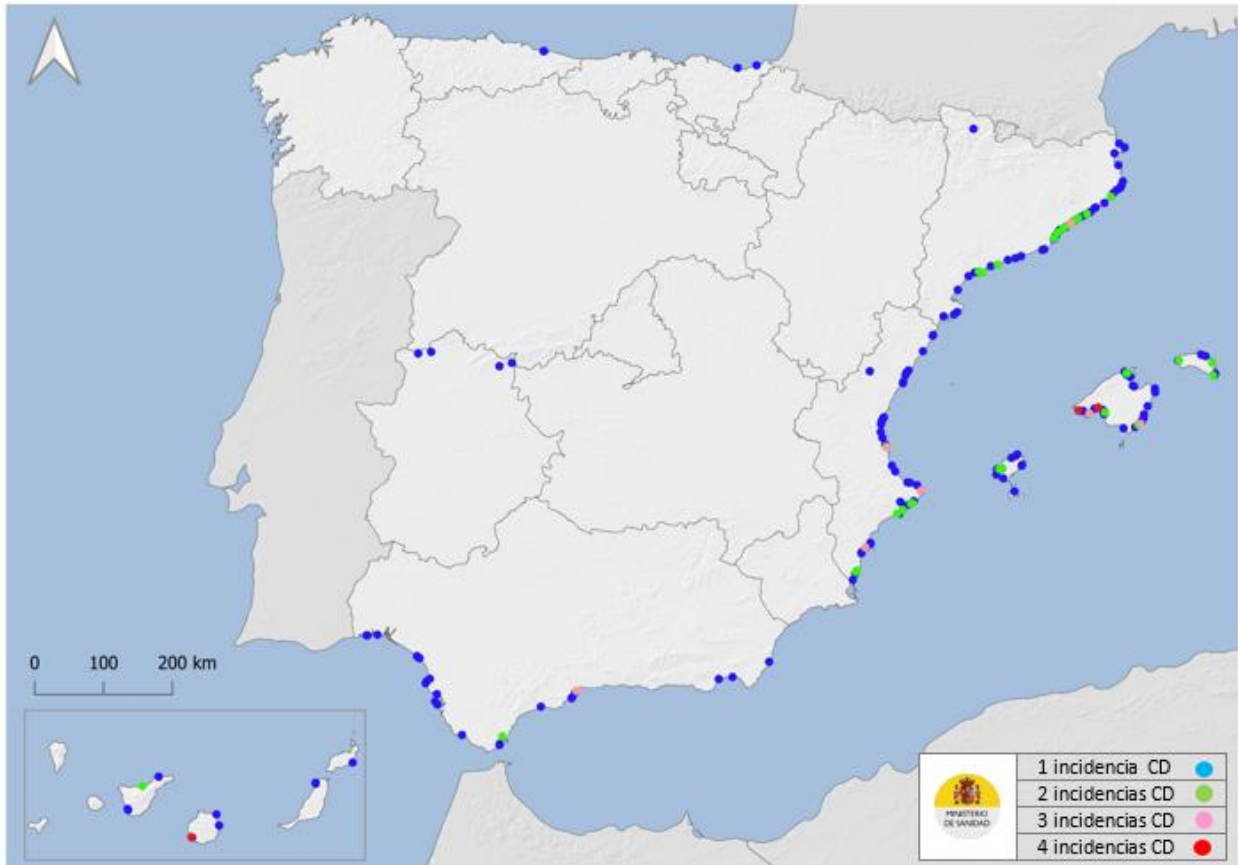 0 100 200 km
MINISTERIO
DE SANIDAD
1 incidencia CD
2 incidencias CD
3 incidencias CD
4 incidencias CD